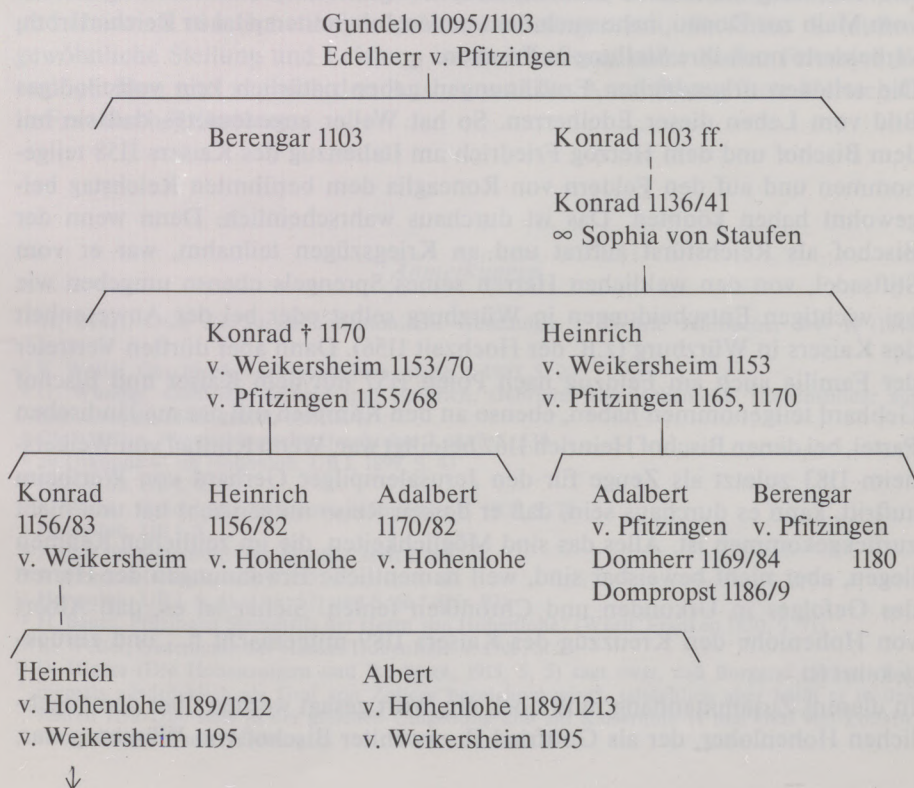 Gundelo 1095/1103
Edelherr v. Pfitzingen
Berengar 1103
Konrad 1103 ff.
Konrad 1136/41
∞ Sophia von Staufen
Konrad † 1170
v. Weikersheim 1153/70
v. Pfitzingen 1155/68
Heinrich
v. Weikersheim 1153
v. Pfitzingen 1165, 1170
Konrad
1156/83
v. Weikersheim
Heinrich
1156/82
v. Hohenlohe
Adalbert
1170/82
v. Hohenlohe
Adalbert
v. Pfitzingen
Domherr 1169/84
Dompropst 1186/9
Berengar
v. Pfitzingen
1180
Heinrich
v. Hohenlohe 1189/1212
v. Weikersheim 1195
Albert
v. Hohenlohe 1189/1213
v. Weikersheim 1195